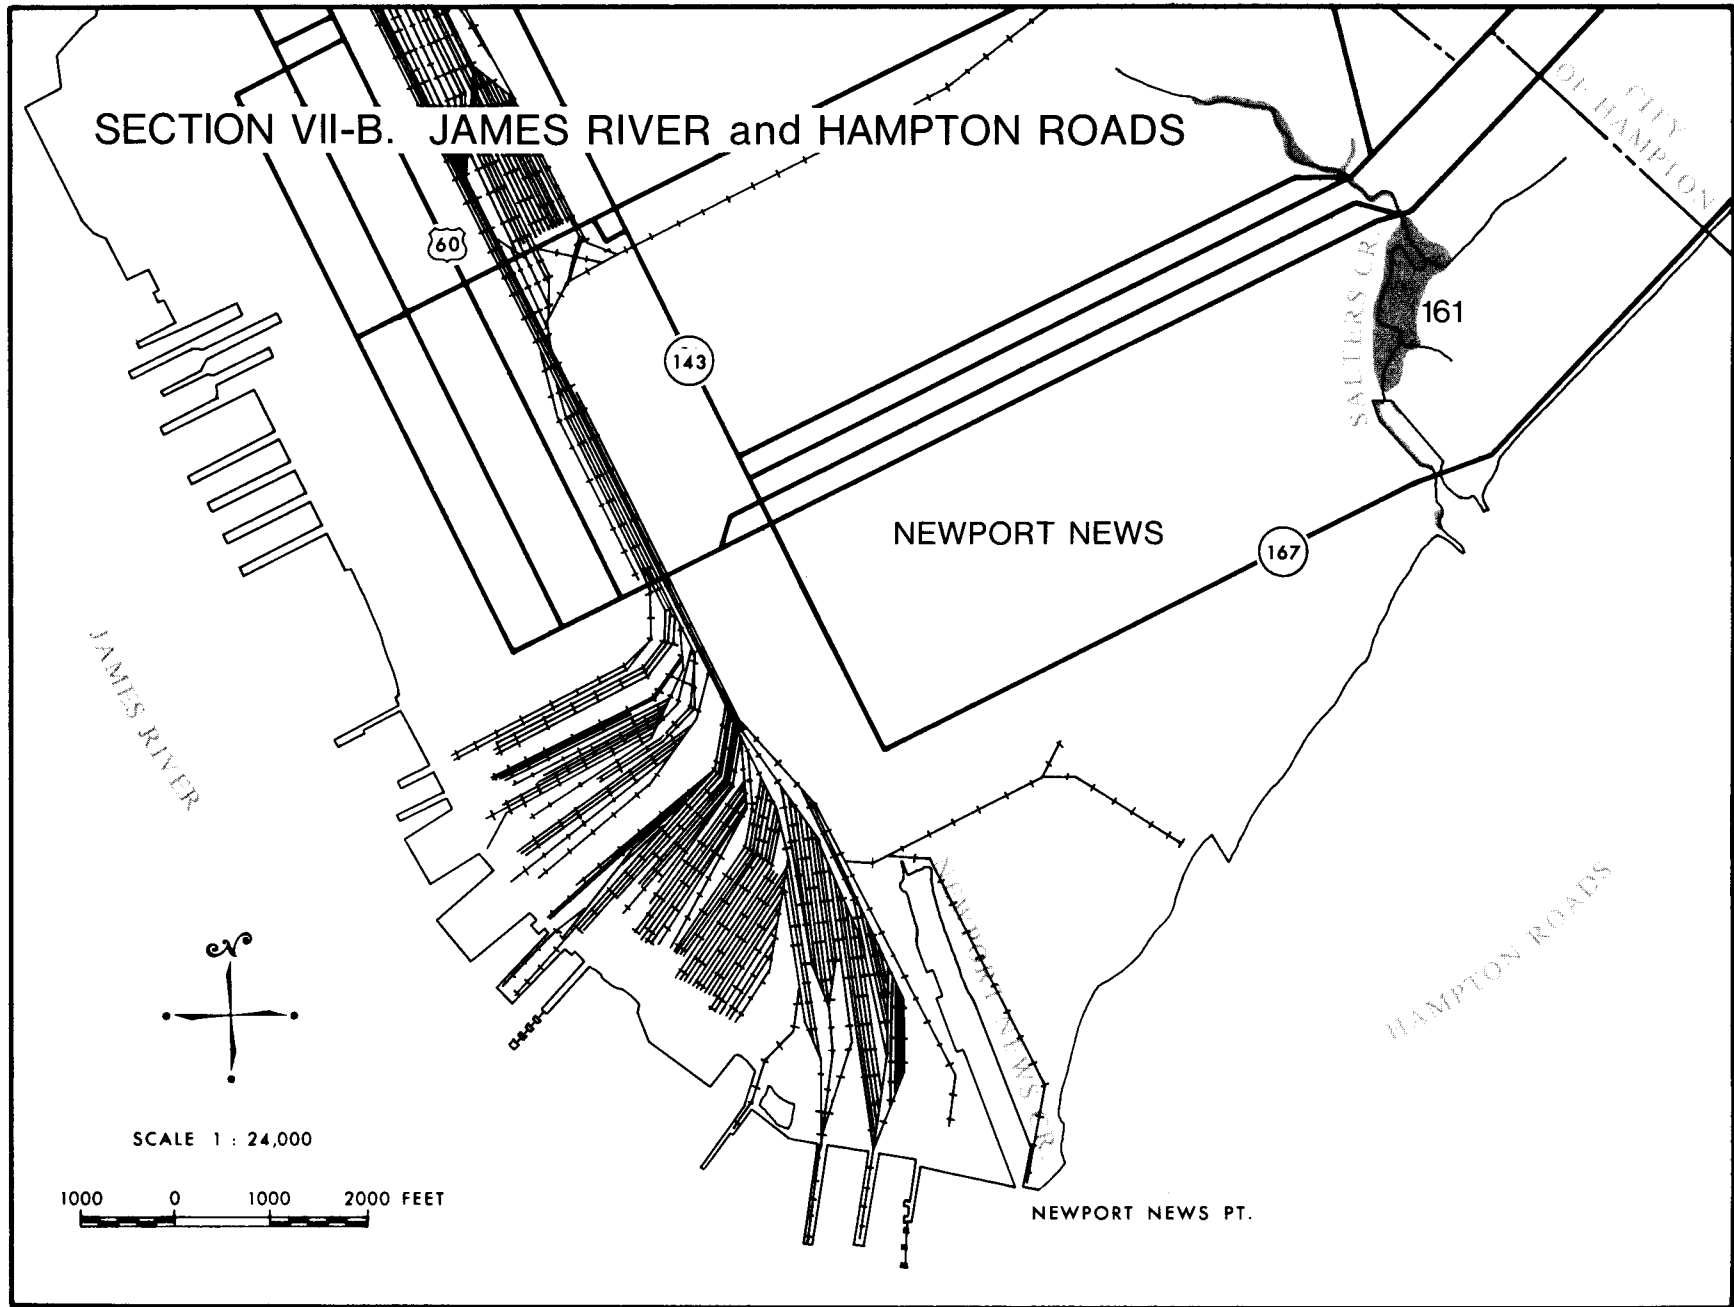 SECTION VII-B. JAMES RIVER and HAMPTON ROADS
CITY
OF HAMPTON
60
SALTERS CR.
161
143
NEWPORT NEWS
167
JAMES RIVER
NEWPORT NEWS CR.
HAMPTON ROADS
N
SCALE 1 : 24,000
1000 0 1000 2000 FEET
NEWPORT NEWS PT.